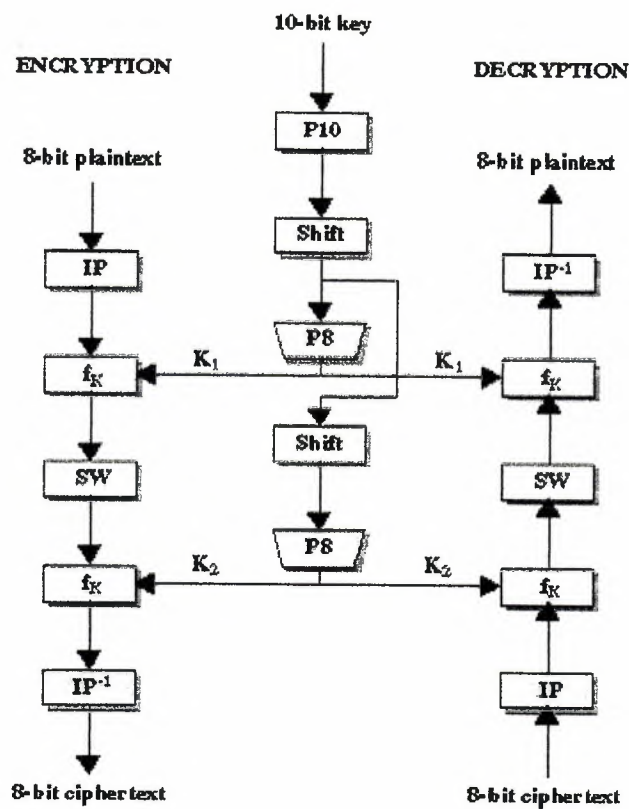 10-bit key
ENCRYPTION
DECRYPTION
P10
8-bit plaintext
8-bit plaintext
Shift
IP
IP-1
P8
K1
K1
fK
fK
Shift
SW
SW
P8
K2
K2
fK
fK
IP-1
IP
8-bit ciphertext
8-bit ciphertext